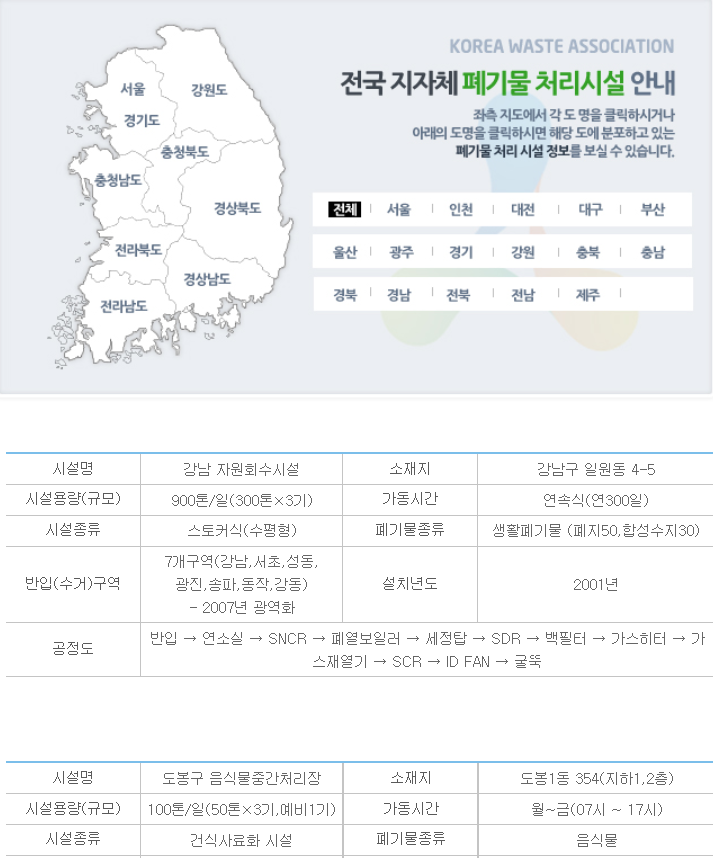 KOREA WASTE ASSOCIATION
전국 지자체 폐기물 처리시설 안내
좌측 지도에서 각 도 명을 클릭하시거나
아래의 도명을 클릭하시면 해당 도에 분포하고 있는
폐기물 처리 시설 정보를 보실 수 있습니다.
서울
강원도
경기도
충청북도
충청남도
경상북도
전라북도
경상남도
전라남도
전체 서울 인천 대전 대구 부산
울산 광주 경기 강원 충북 충남
경북 경남 전북 전남 제주
시설명 강남 자원회수시설 소재지 강남구 일원동 4-5
시설용량(규모) 900톤/일(300톤×3기) 가동시간 연속식(연300일)
시설종류 스토커식(수평형) 폐기물종류 생활폐기물 (폐지50,합성수지30)
반입(수거)구역 7개구역(강남,서초,성동,
광진,송파,동작,강동)
- 2007년 광역화
설치년도 2001년
공정도 반입 → 연소실 → SNCR → 폐열보일러 → 세정탑 → SDR → 백필터 → 가스히터 → 가
스재열기 → SCR → ID FAN → 굴뚝
시설명 도봉구 음식물중간처리장 소재지 도봉1동 354(지하1,2층)
시설용량(규모) 100톤/일(50톤×3기,예비1기) 가동시간 월~금(07시 ~ 17시)
시설종류 건식사료화 시설 폐기물종류 음식물